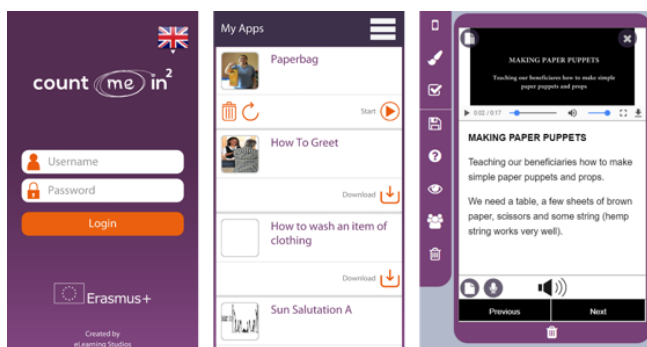 count me in²
Username
Password
Login
Erasmus+
Created by
eLearning Studios
My Apps
Paperbag
Start
How To Greet
Download
How to wash an item of
clothing
Download
Sun Salutation A
MAKING PAPER PUPPETS
Teaching our beneficiares how to make simple
paper puppets and props
0:02 / 0:17
MAKING PAPER PUPPETS
Teaching our beneficiaries how to make
simple paper puppets and props.
We need a table, a few sheets of brown
paper, scissors and some string (hemp
string works very well).
Previous
Next